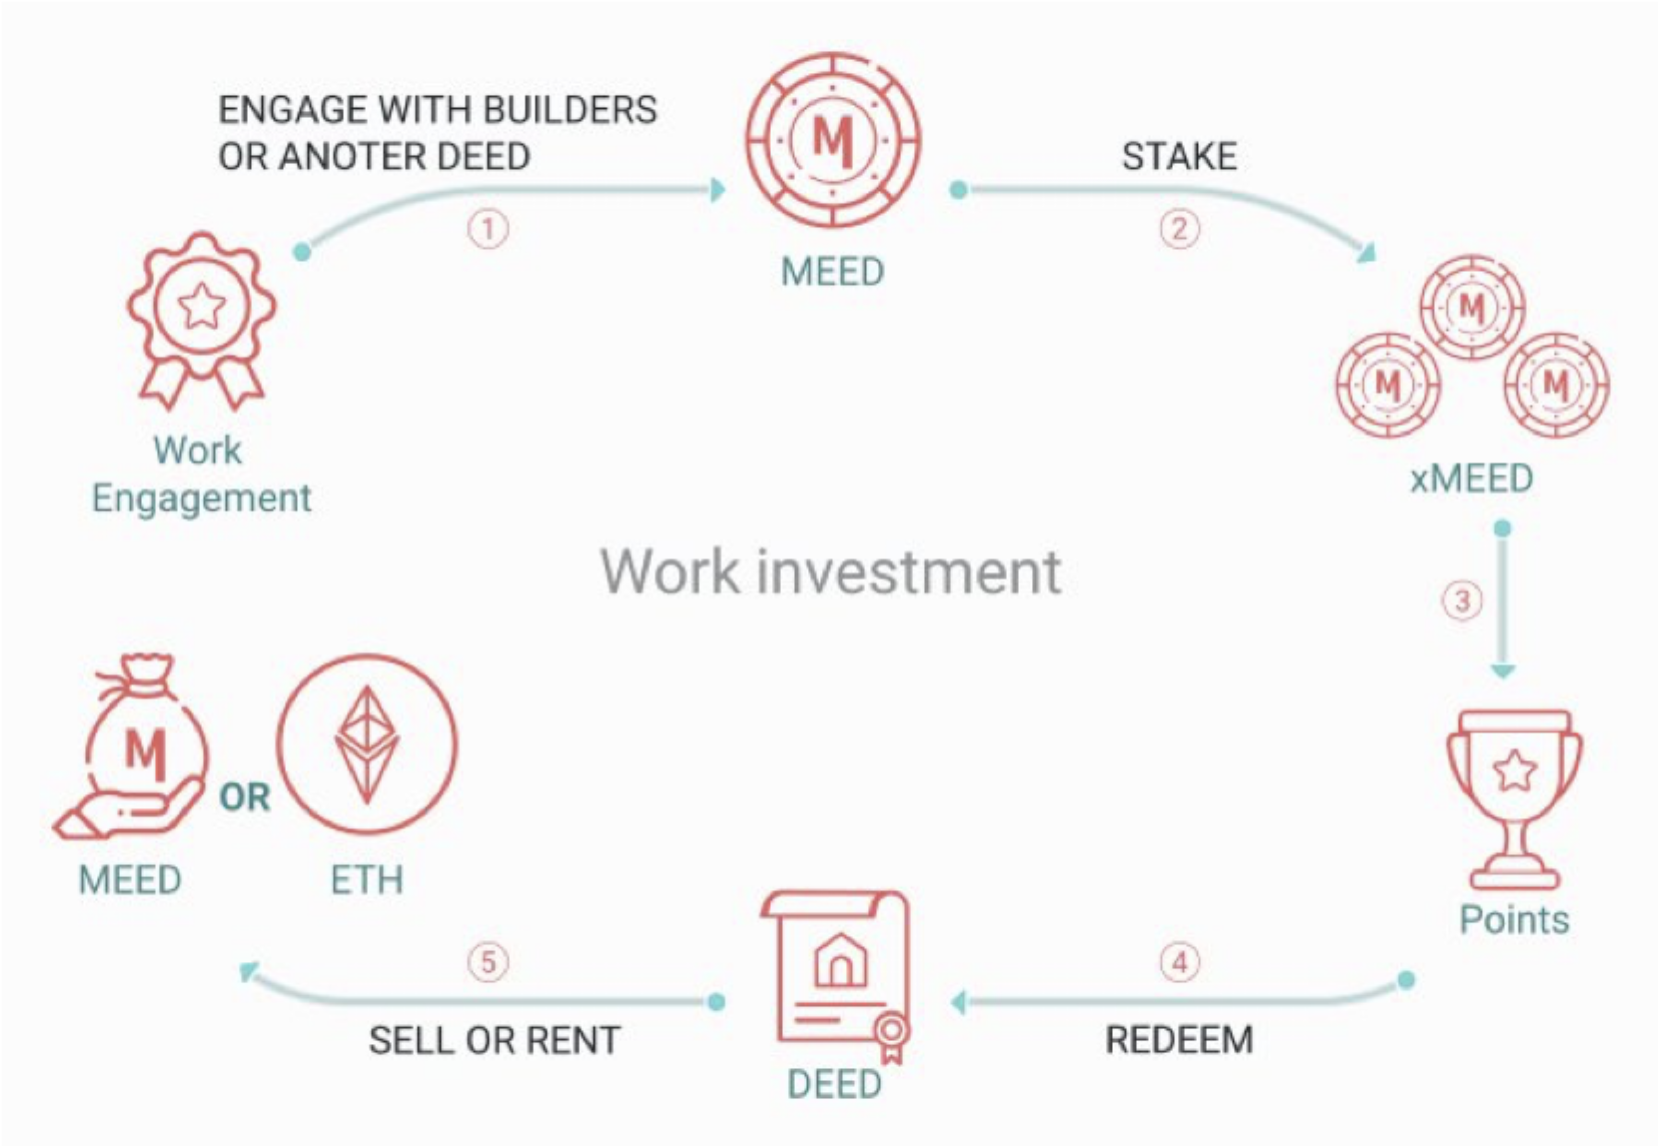 ENGAGE WITH BUILDERS
OR ANOTER DEED
1
M
MEED
STAKE
2
M
M
M
xMEED
Work
Engagement
Work investment
3
M
OR
MEED
ETH
Points
5
SELL OR RENT
DEED
4
REDEEM